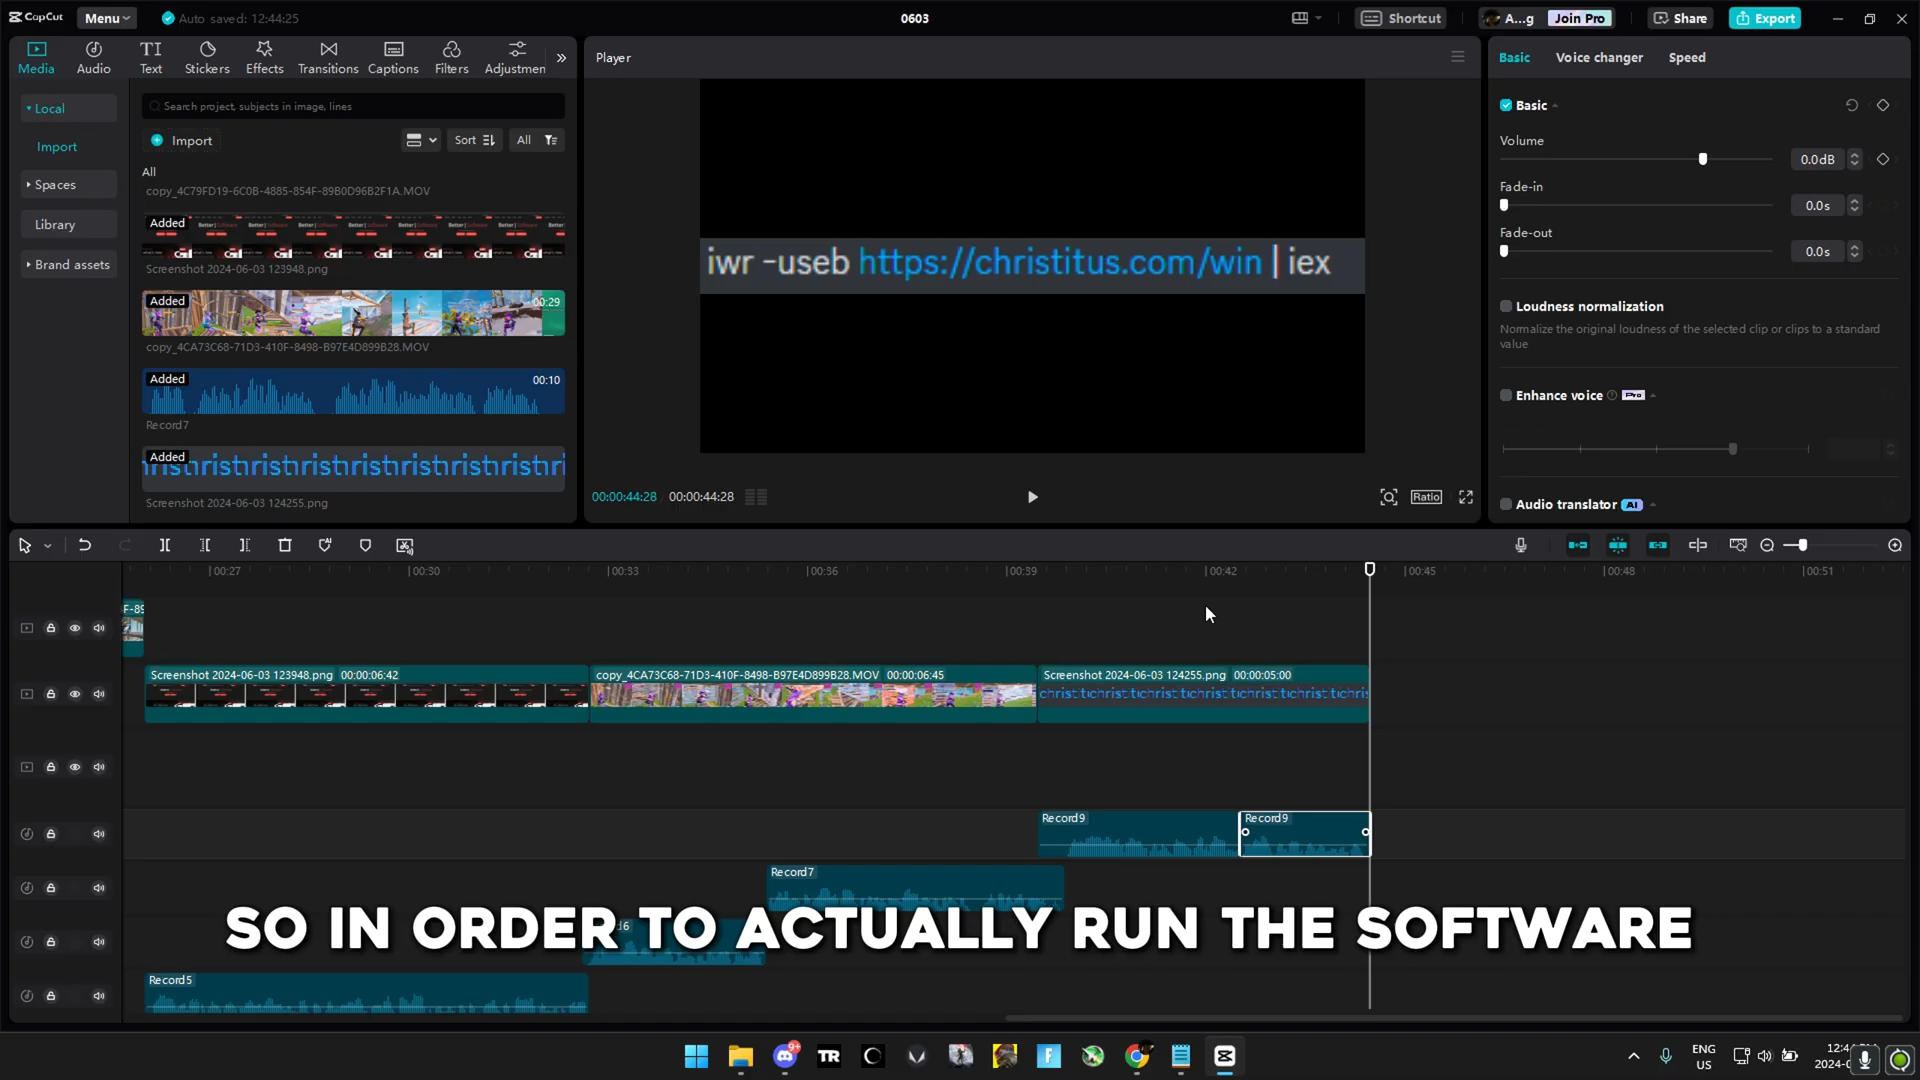 CapCut
Menu
Auto saved: 12:44:25
0603
Shortcut
A...g
Join Pro
Share
Export
Media
Audio
Text
Stickers
Effects
Transitions
Captions
Filters
Adjustmen
Player
Basic
Voice changer
Speed
Local
Import
Spaces
Library
Brand assets
Search project, subjects in image, lines
Import
Sort
All
All
copy_4C79FD19-6C0B-4885-854F-89B0D96B2F1A.MOV
Added
Screenshot 2024-06-03 123948.png
Added
00:29
copy_4CA73C68-71D3-410F-8498-B97E4D899B28.MOV
Added
00:10
Record7
Added
Screenshot 2024-06-03 124255.png
iwr -useb https://christitus.com/win | iex
00:00:44:28
00:00:44:28
Ratio
Basic
Volume
0.0dB
Fade-in
0.0s
Fade-out
0.0s
Loudness normalization
Normalize the original loudness of the selected clip or clips to a standard
value
Enhance voice
Pro
Audio translator
AI
00:27
00:30
00:33
00:36
00:39
00:42
00:45
00:48
00:51
F-89
Screenshot 2024-06-03 123948.png 00:00:06:42
copy_4CA73C68-71D3-410F-8498-B97E4D899B28.MOV 00:00:06:45
Screenshot 2024-06-03 124255.png 00:00:05:00
Record9
Record9
Record7
d6
Record5
SO IN ORDER TO ACTUALLY RUN THE SOFTWARE
9+
TR
ENG
US